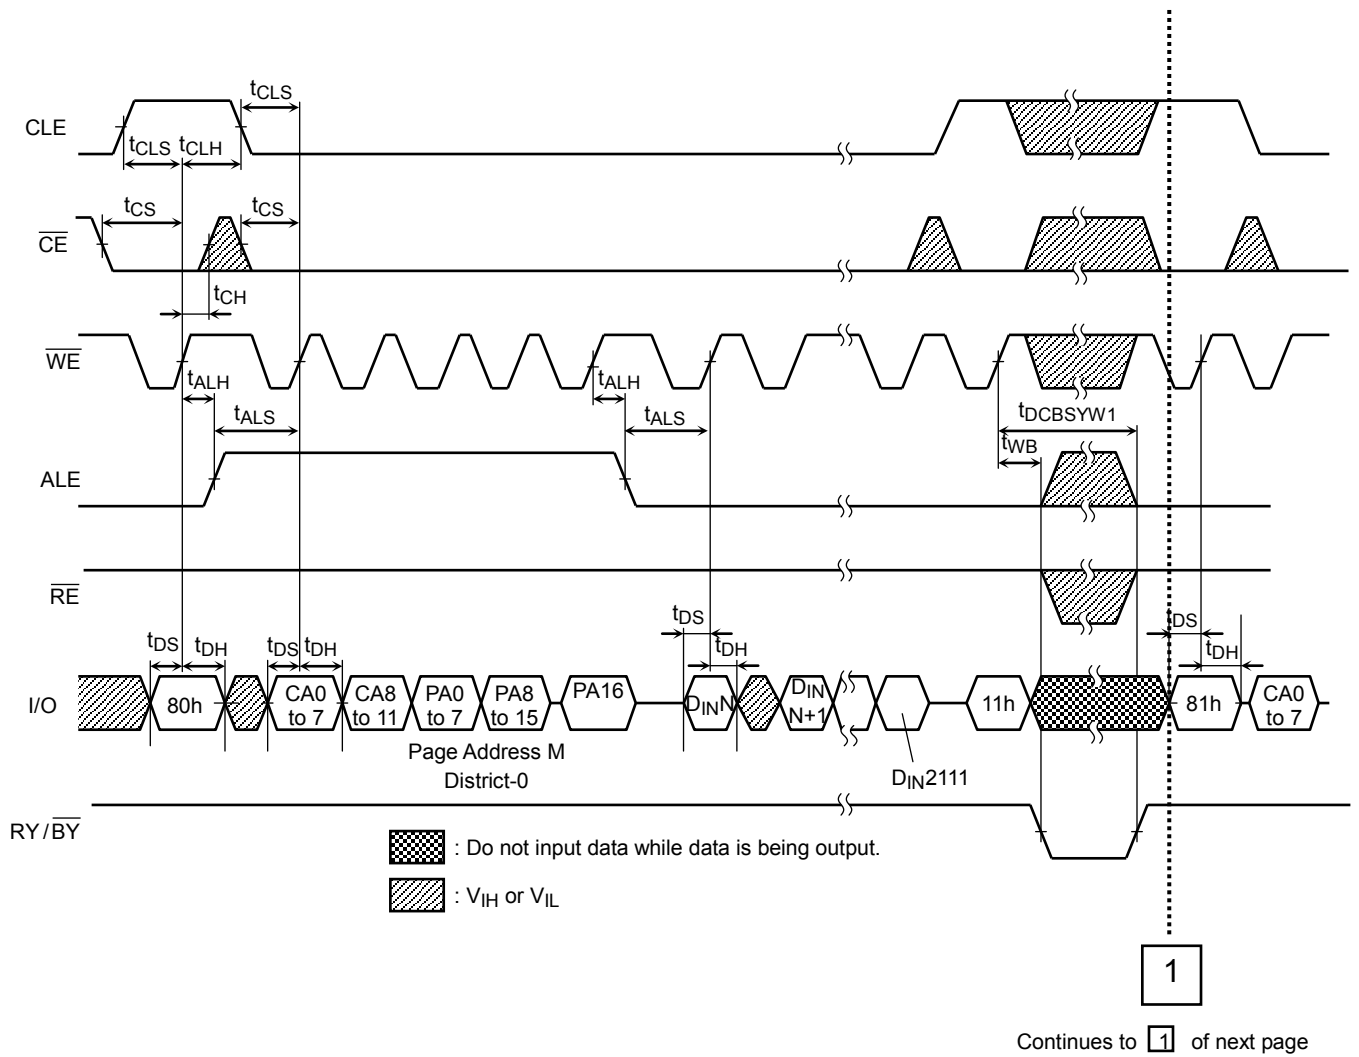 tCLS
CLE
tCLS tCLH
tCS tCS
CE
tCH
WE
tALH tALH
tALS tALS tDCBSYW1
tWB
ALE
RE
tDS tDH tDS tDH tDS tDH tDS tDH
I/O 80h CA0 to 7 CA8 to 11 PA0 to 7 PA8 to 15 PA16 DINN DIN N+1 11h 81h CA0 to 7
Page Address M
District-0
DIN2111
RY/BY
: Do not input data while data is being output.
: VIH or VIL
1
Continues to 1 of next page